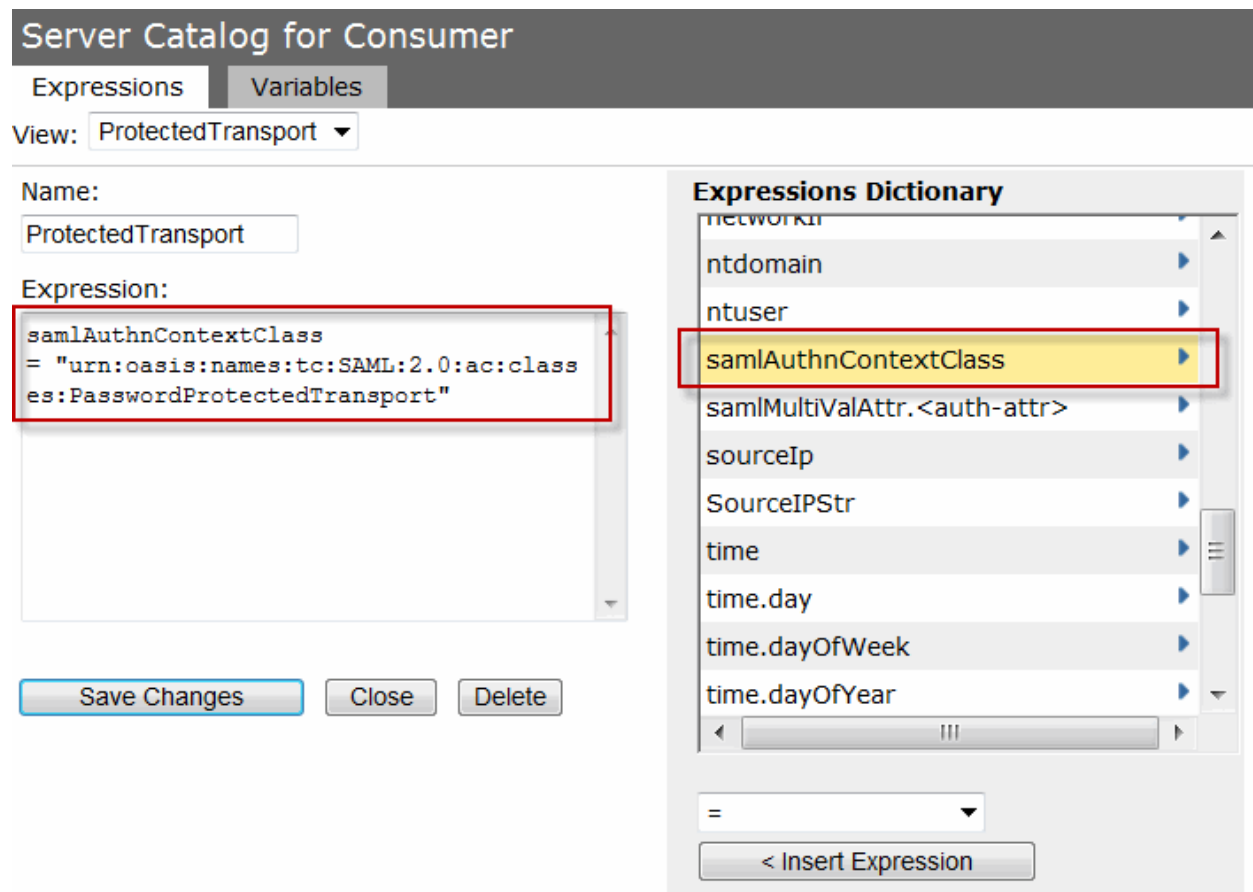 Server Catalog for Consumer
Expressions
Variables
View: ProtectedTransport
Name:
ProtectedTransport
Expression:
samlAuthnContextClass
= "urn:oasis:names:tc:SAML:2.0:ac:class
es:PasswordProtectedTransport"
Save Changes
Close
Delete
Expressions Dictionary
networkIf
ntdomain
ntuser
samlAuthnContextClass
samlMultiValAttr.<auth-attr>
sourceIp
SourceIPStr
time
time.day
time.dayOfWeek
time.dayOfYear
=
< Insert Expression